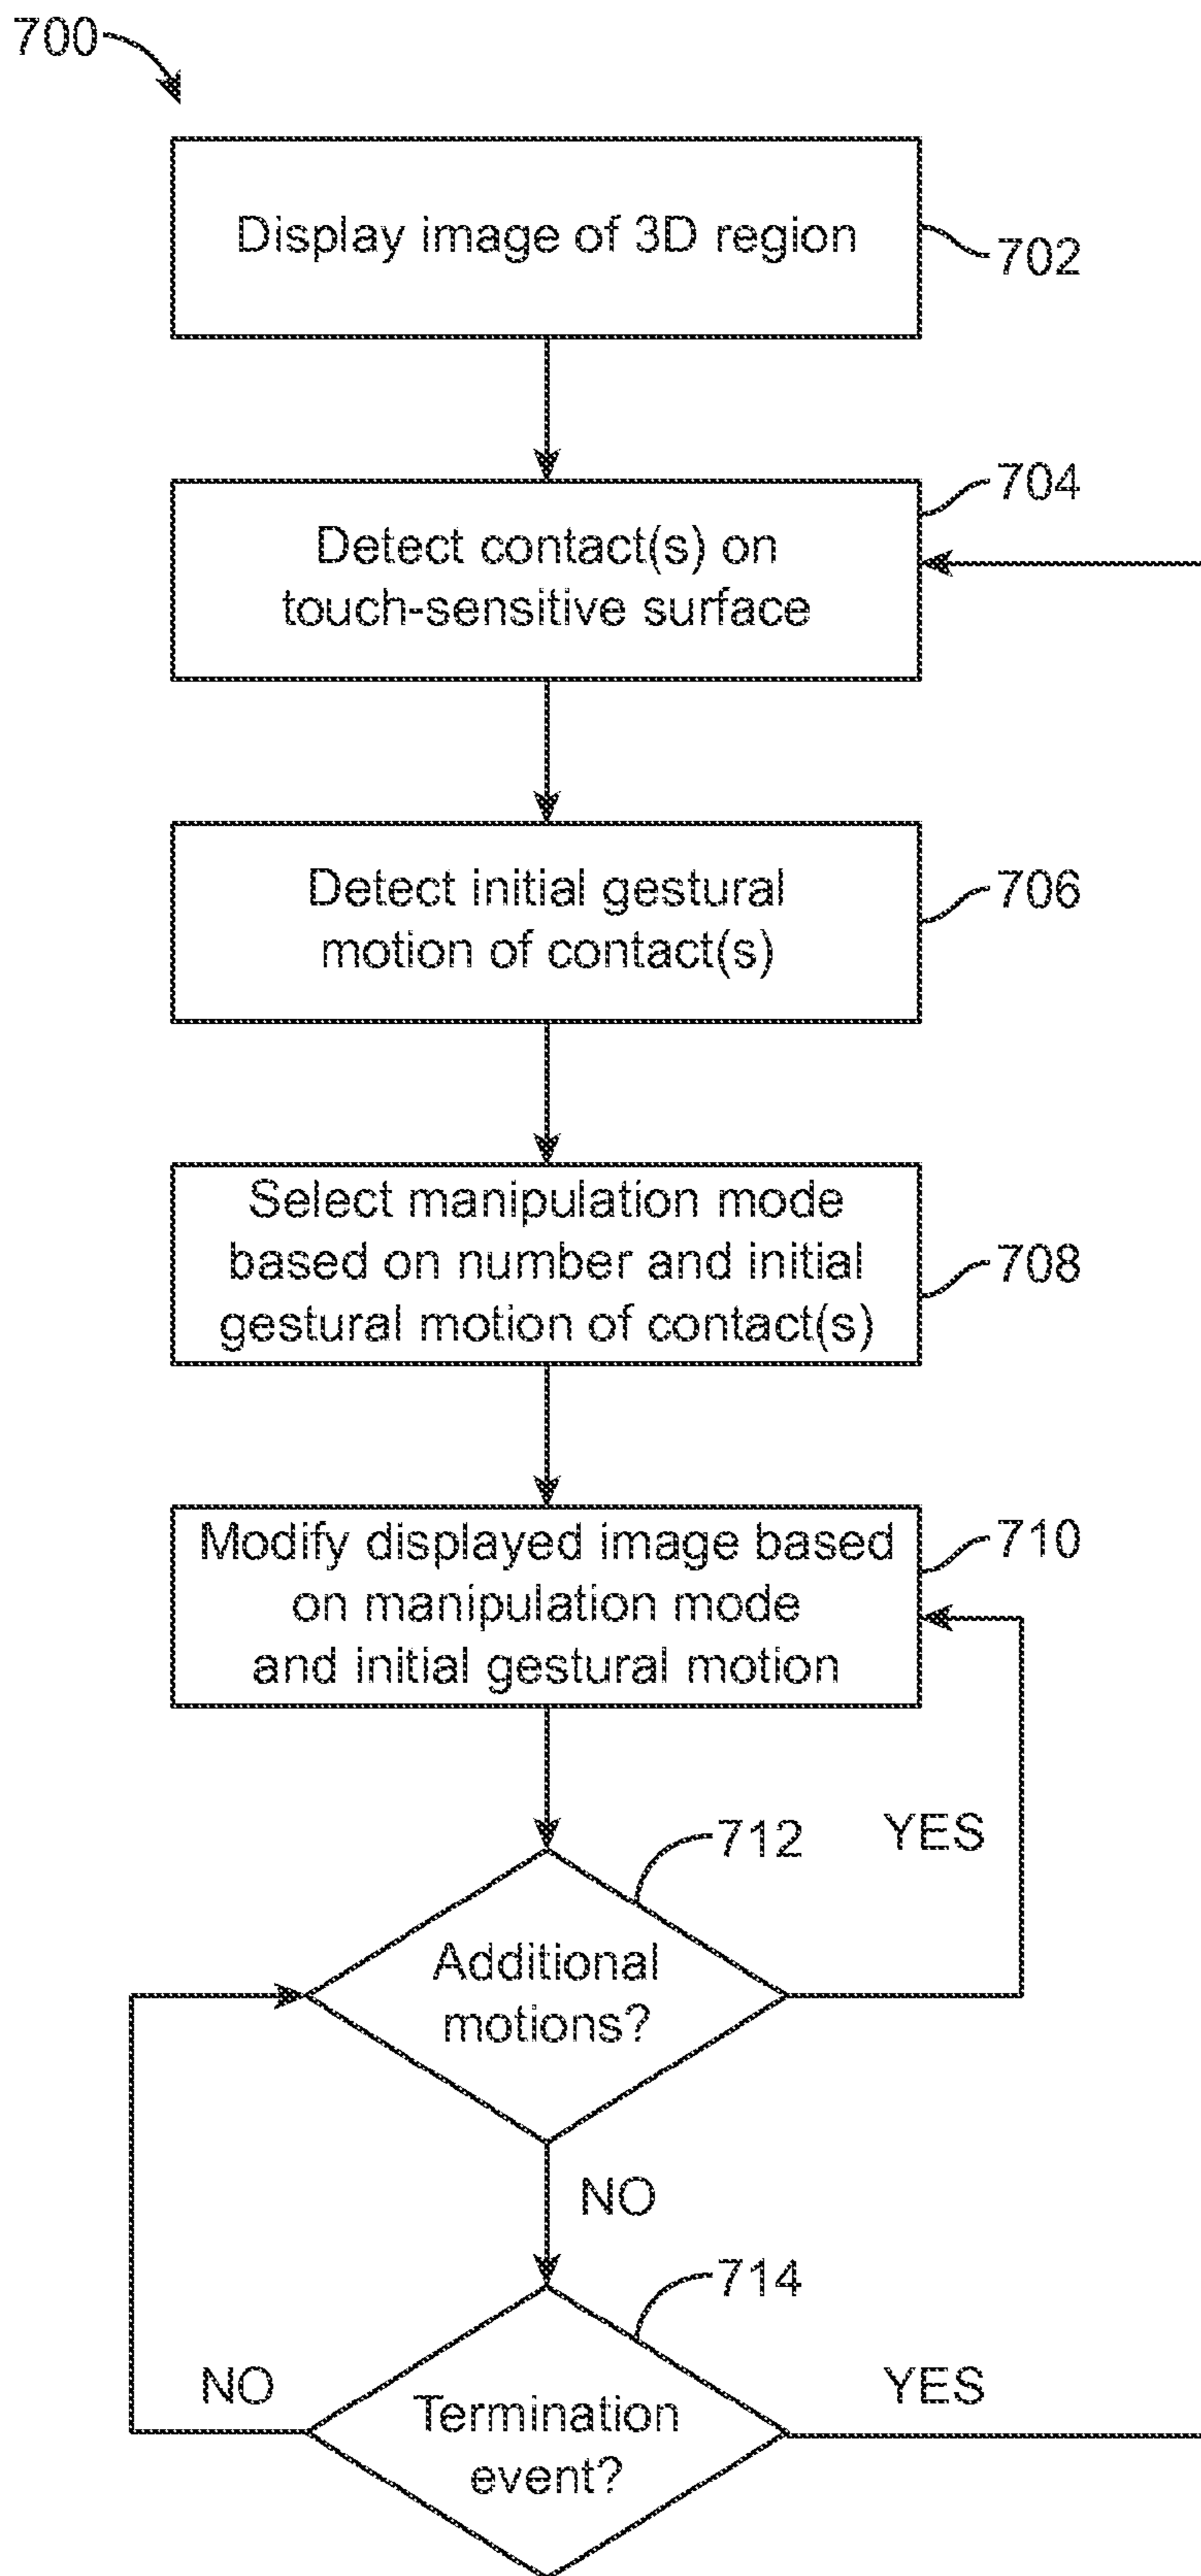 700
Display image of 3D region
702
704
Detect contact(s) on
touch-sensitive surface
Detect initial gestural
motion of contact(s)
706
Select manipulation mode
based on number and initial
gestural motion of contact(s)
708
Modify displayed image based
on manipulation mode
and initial gestural motion
710
712
YES
Additional
motions?
NO
714
NO
YES
Termination
event?